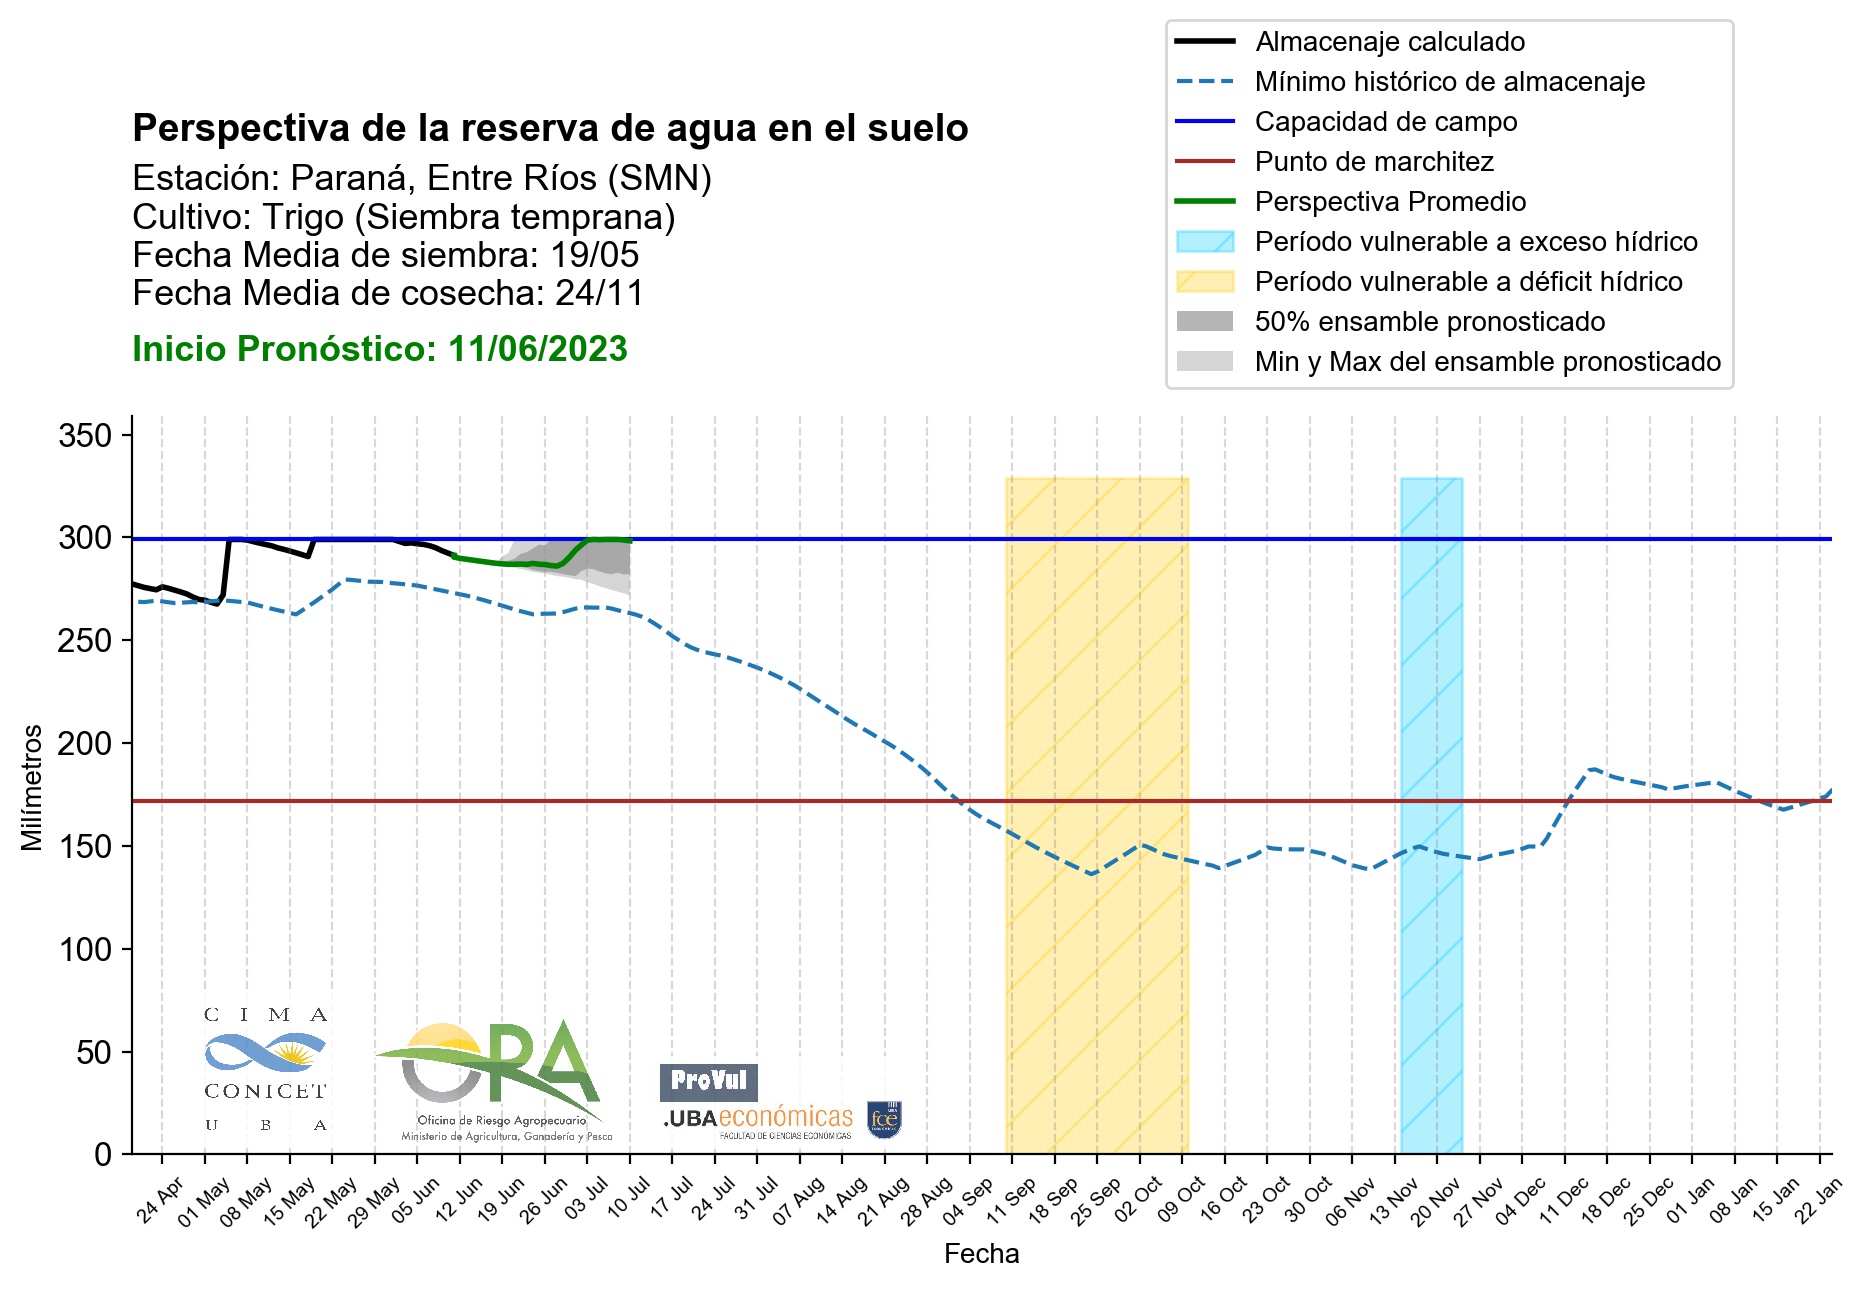 Almacenaje calculado
Mínimo histórico de almacenaje
Capacidad de campo
Punto de marchitez
Perspectiva Promedio
Período vulnerable a exceso hídrico
Período vulnerable a déficit hídrico
50% ensamble pronosticado
Min y Max del ensamble pronosticado
Perspectiva de la reserva de agua en el suelo
Estación: Paraná, Entre Ríos (SMN)
Cultivo: Trigo (Siembra temprana)
Fecha Media de siembra: 19/05
Fecha Media de cosecha: 24/11
Inicio Pronóstico: 11/06/2023
350
300
250
200
150
100
50
0
Milímetros
C I M A
CONICET
U B A
OPA
Oficina de Riesgo Agropecuario
Ministerio de Agricultura, Ganadería y Pesca
ProVul
.UBAeconómicas
FACULTAD DE CIENCIAS ECONÓMICAS
fce
24 Apr
01 May
08 May
15 May
22 May
29 May
05 Jun
12 Jun
19 Jun
26 Jun
03 Jul
10 Jul
17 Jul
24 Jul
31 Jul
07 Aug
14 Aug
21 Aug
28 Aug
04 Sep
11 Sep
18 Sep
25 Sep
02 Oct
09 Oct
16 Oct
23 Oct
30 Oct
06 Nov
13 Nov
20 Nov
27 Nov
04 Dec
11 Dec
18 Dec
25 Dec
01 Jan
08 Jan
15 Jan
22 Jan
Fecha